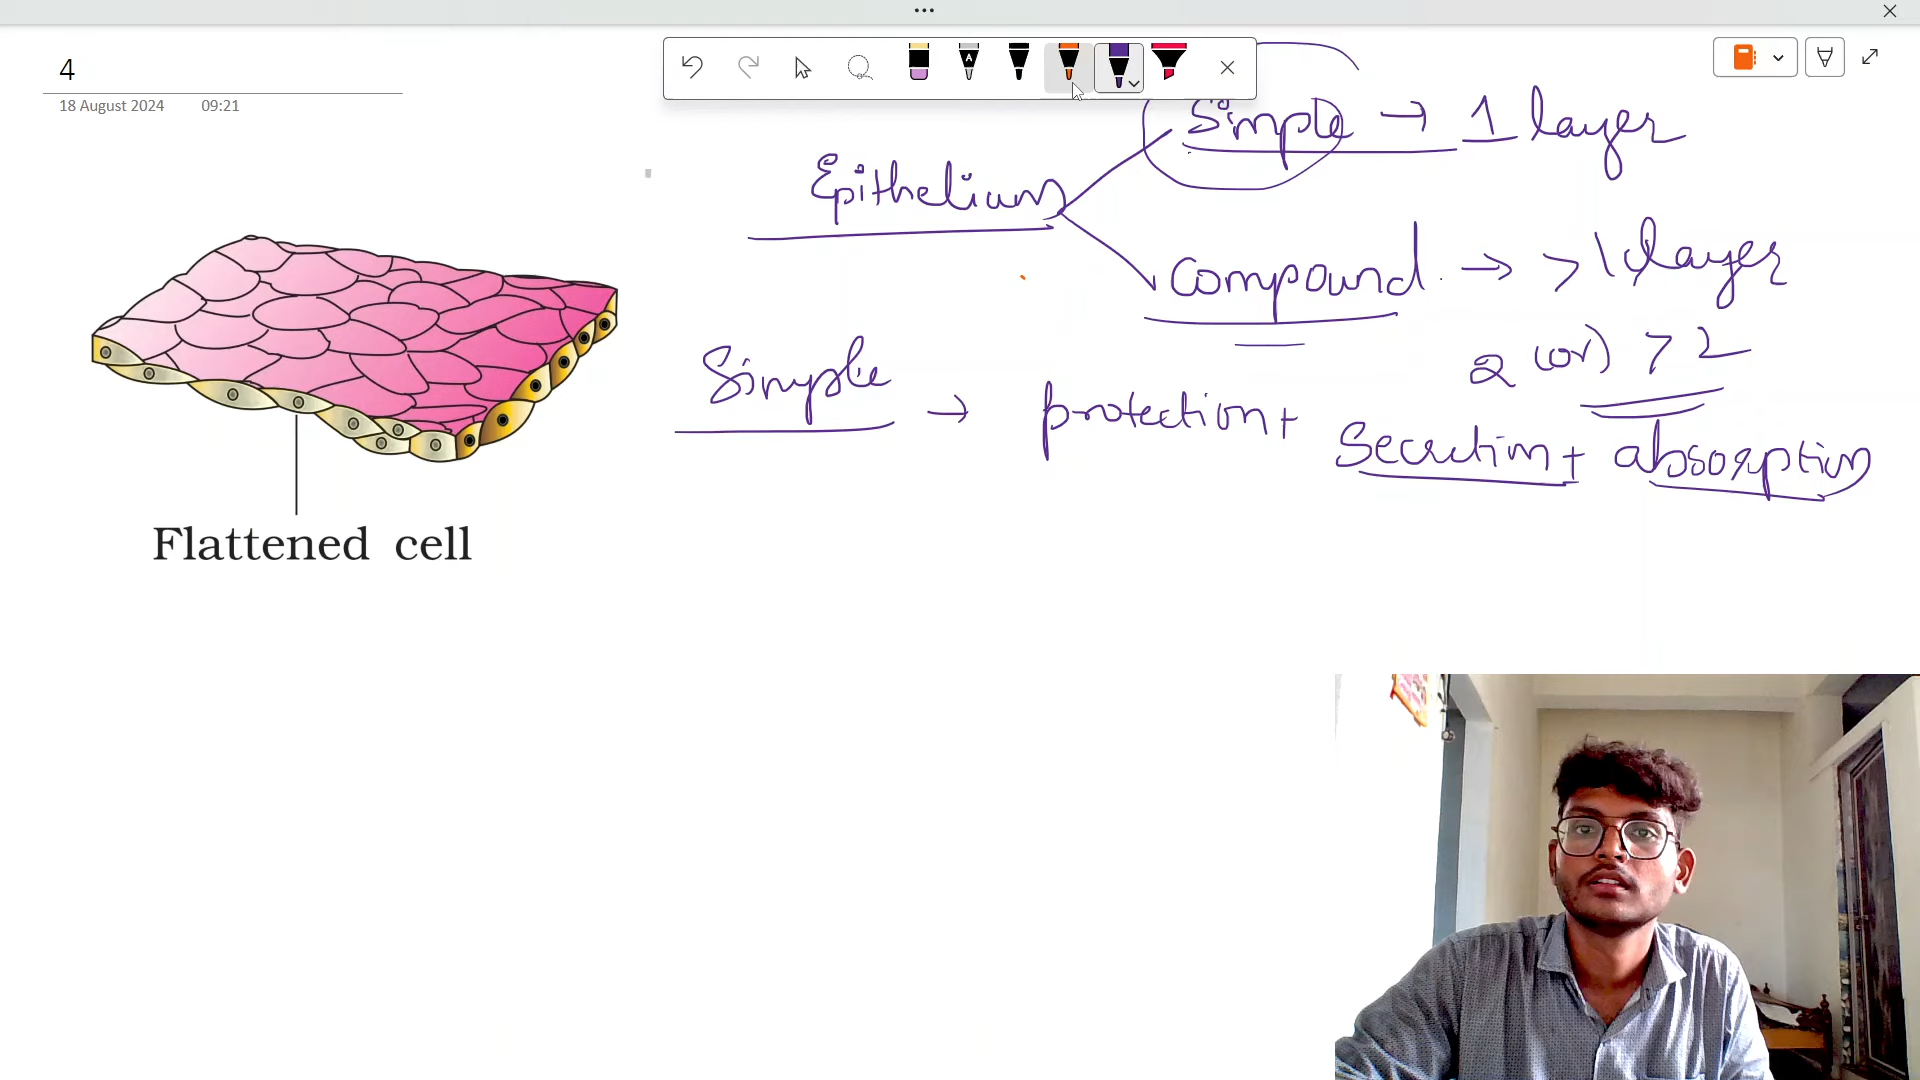 4
18 August 2024 09:21
Simple → 1 layer
Epithelium
Compound → > 1 layer
2 (or) > 2
Simple → protection +
Secretion + absorption
Flattened cell